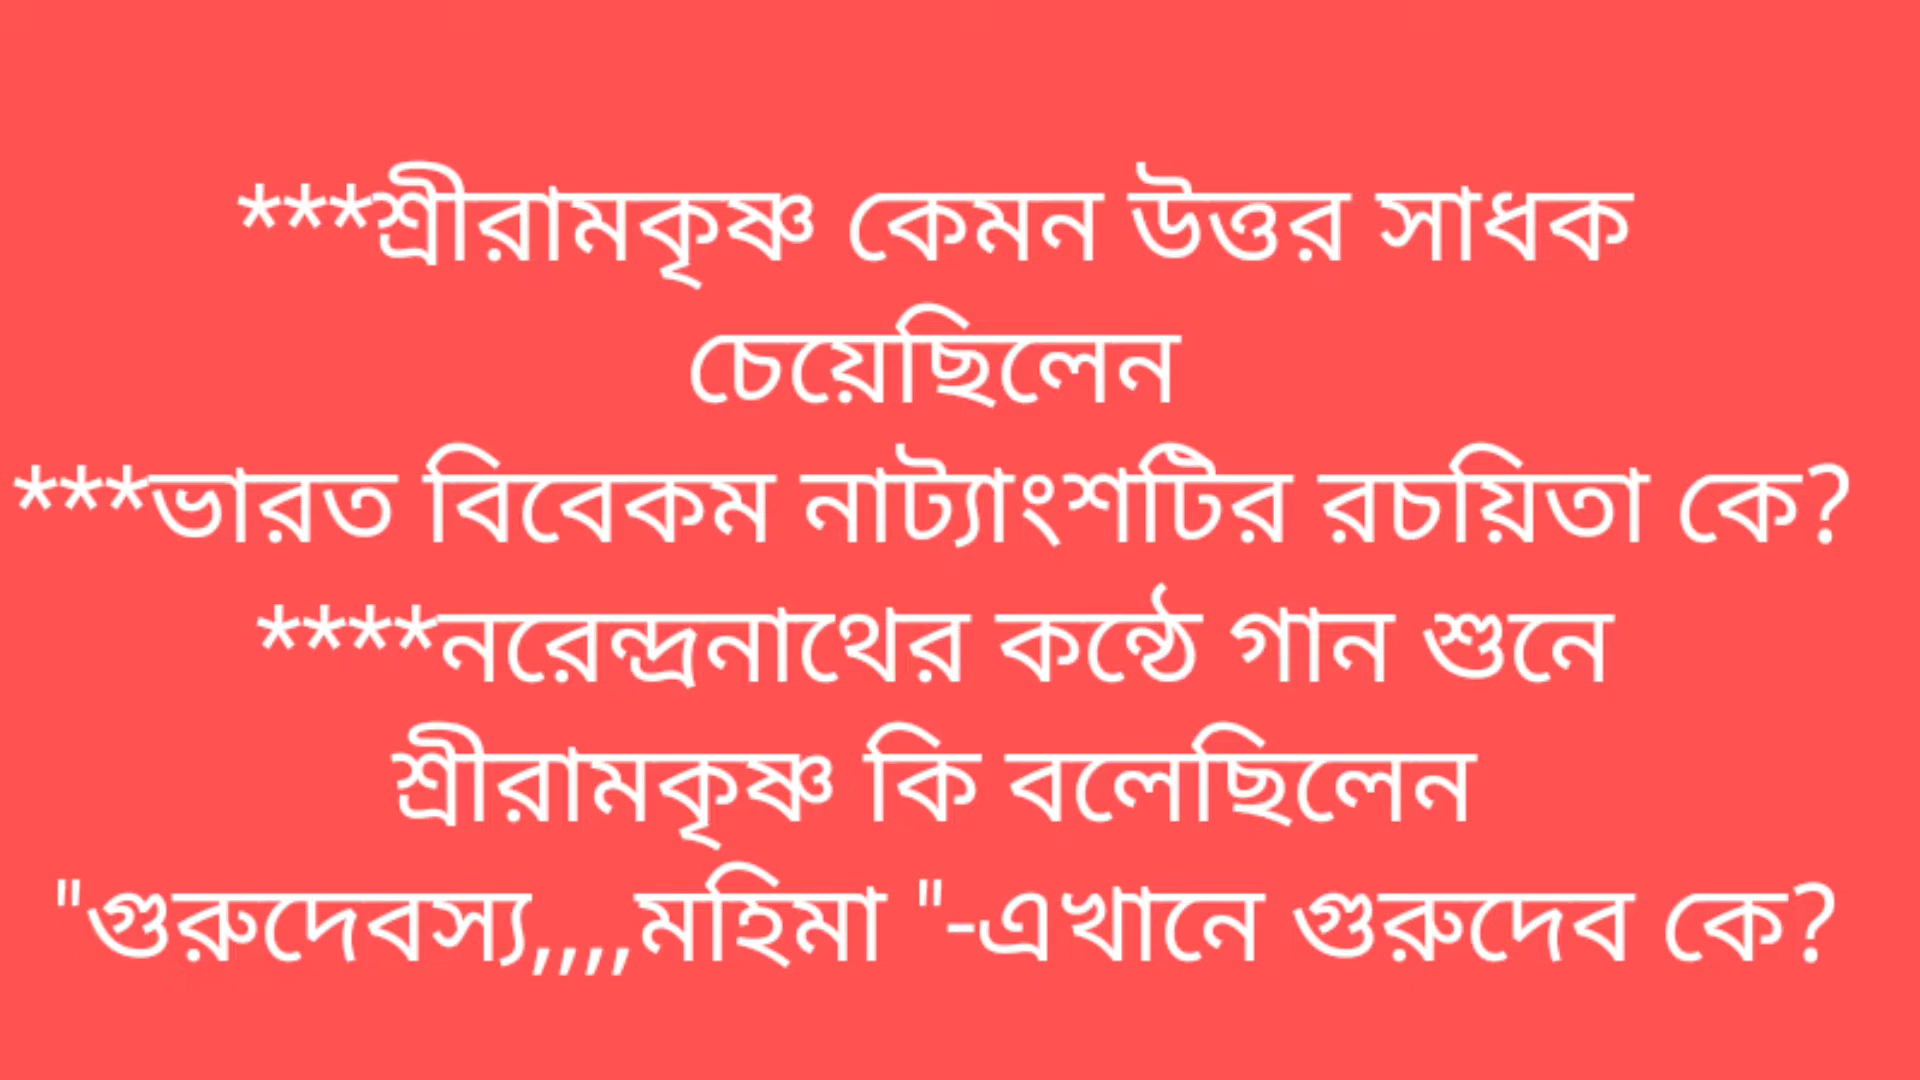 ***শ্রীরামকৃষ্ণ কেমন উত্তর সাধক
চেয়েছিলেন
***ভারত বিবেকম নাট্যাংশটির রচয়িতা কে?
****নরেন্দ্রনাথের কন্ঠে গান শুনে
শ্রীরামকৃষ্ণ কি বলেছিলেন
"গুরুদেবস্য,,,,মহিমা "-এখানে গুরুদেব কে?